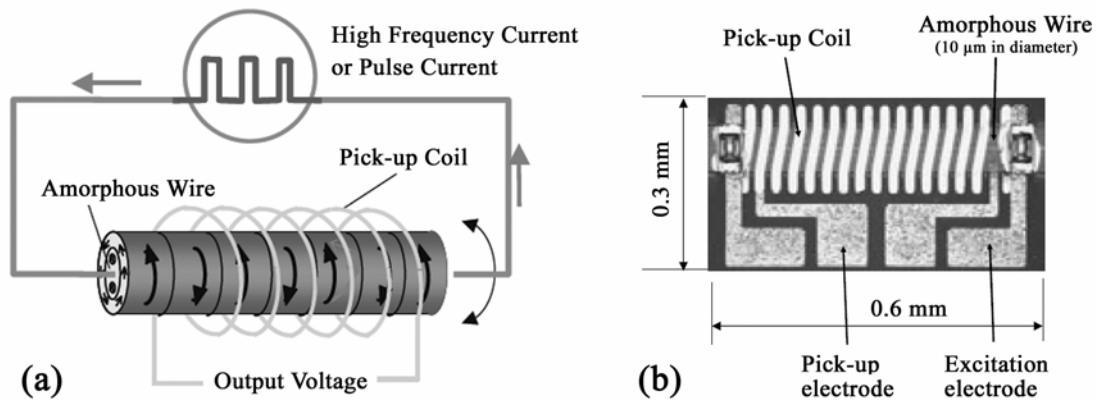 High Frequency Current
or Pulse Current
Pick-up Coil
Amorphous Wire
Output Voltage
(a)
Pick-up Coil
Amorphous Wire
(10 µm in diameter)
0.3 mm
0.6 mm
Pick-up
electrode
Excitation
electrode
(b)